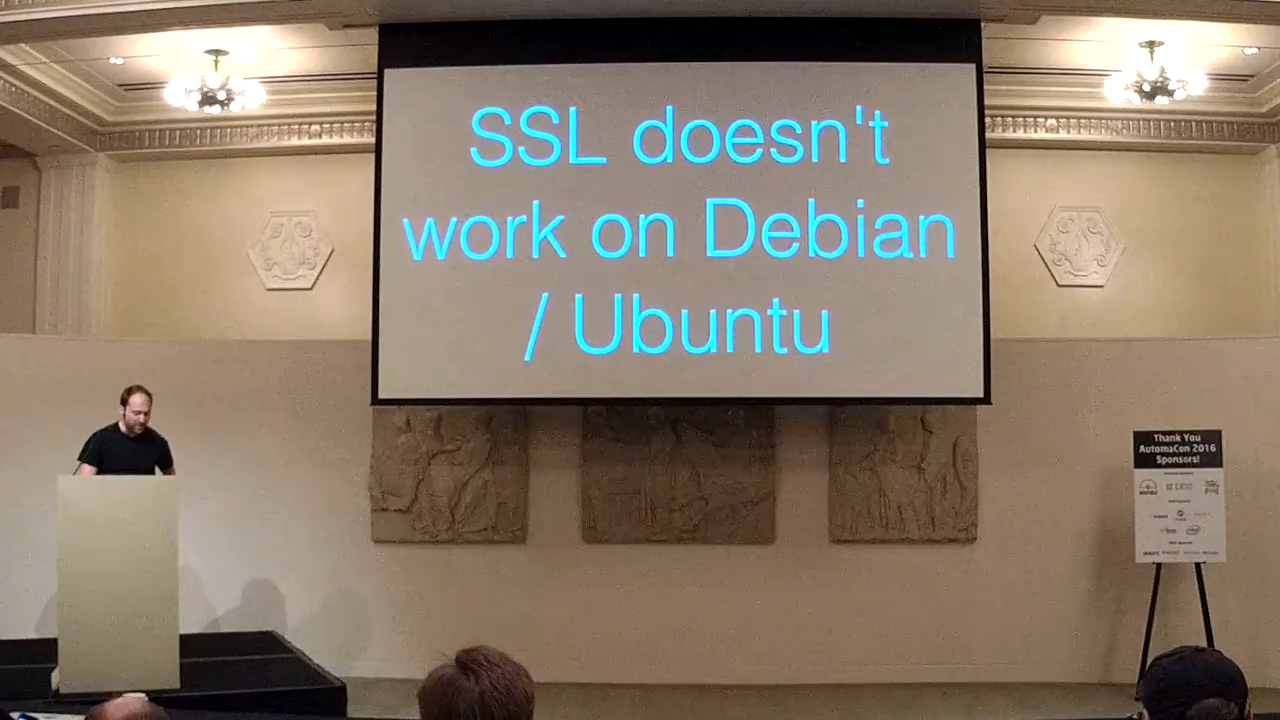 SSL doesn't
work on Debian
/ Ubuntu
Thank You
AutomaCon 2016
Sponsors!